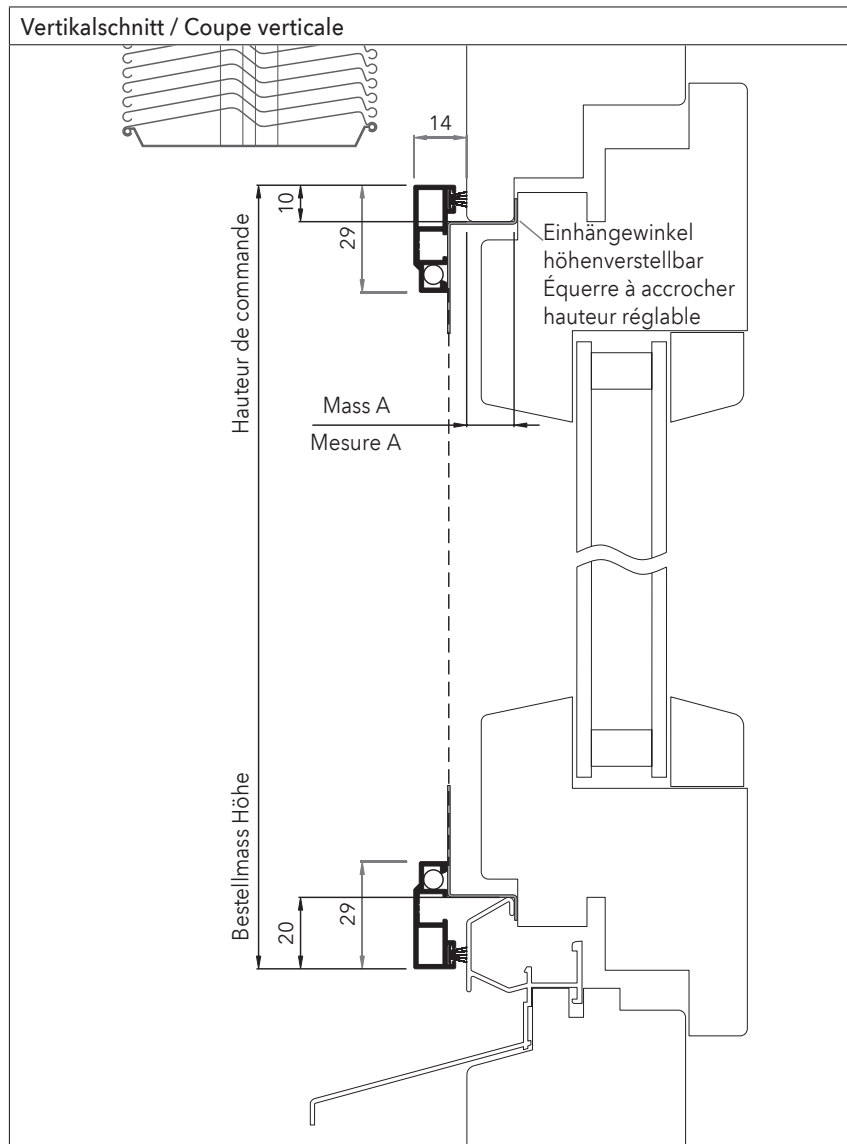 Vertikalschnitt / Coupe verticale
14
10
29
Einhängewinkel
höhenverstellbar
Équerre à accrocher
hauteur réglable
Hauteur de commande
Mass A
Mesure A
Bestellmass Höhe
29
20